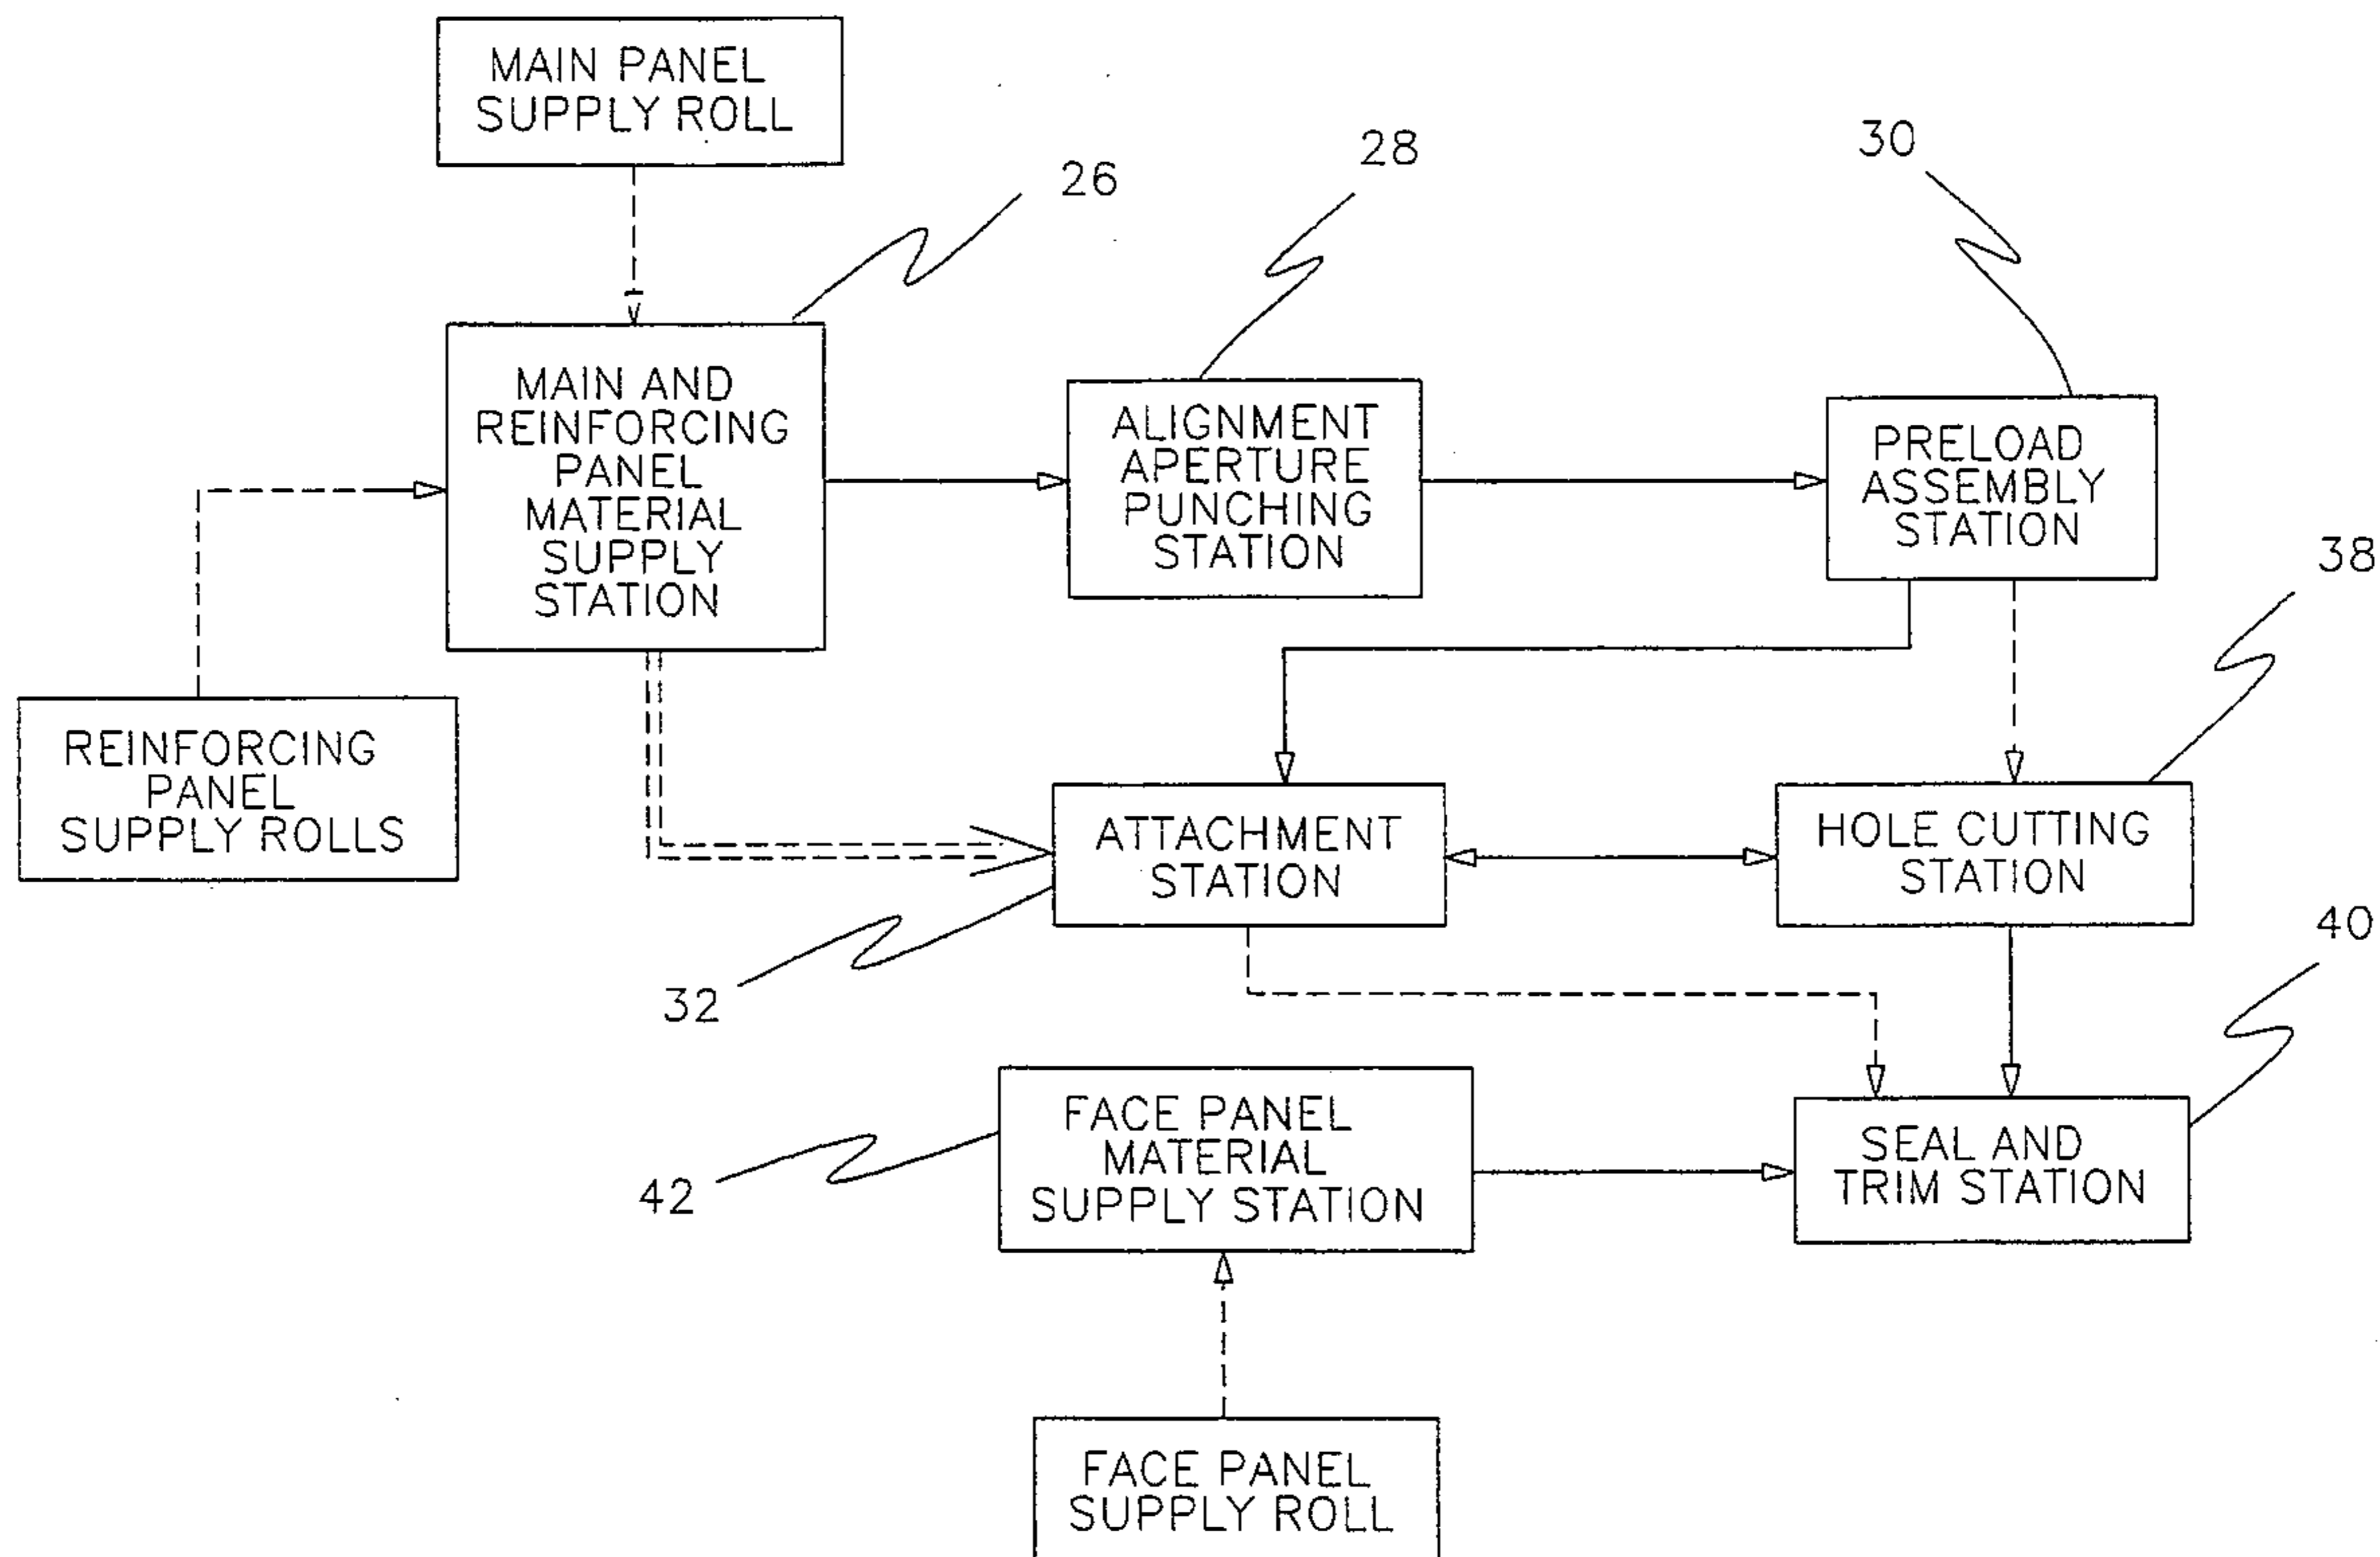 MAIN PANEL
SUPPLY ROLL
26
28
30
MAIN AND
REINFORCING
PANEL
MATERIAL
SUPPLY
STATION
ALIGNMENT
APERTURE
PUNCHING
STATION
PRELOAD
ASSEMBLY
STATION
38
REINFORCING
PANEL
SUPPLY ROLLS
ATTACHMENT
STATION
HOLE CUTTING
STATION
32
40
FACE PANEL
MATERIAL
SUPPLY STATION
42
SEAL AND
TRIM STATION
FACE PANEL
SUPPLY ROLL